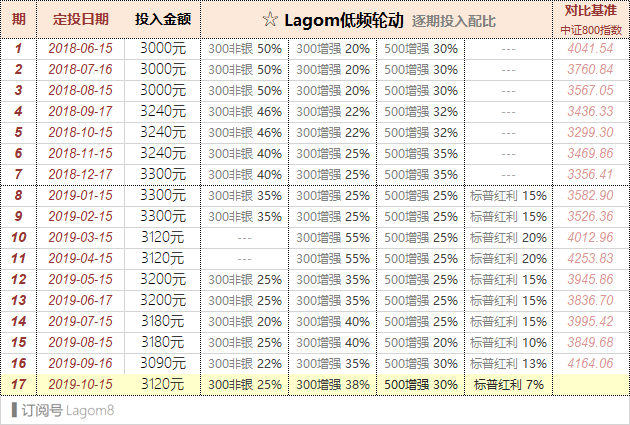 期 定投日期 投入金额 ☆ Lagom低频轮动 逐期投入配比 对比基准
中证800指数
1 2018-06-15 3000元 300非银 50% 300增强 20% 500增强 30% --- 4041.54
2 2018-07-16 3000元 300非银 50% 300增强 20% 500增强 30% --- 3760.84
3 2018-08-15 3000元 300非银 50% 300增强 20% 500增强 30% --- 3567.05
4 2018-09-17 3240元 300非银 46% 300增强 22% 500增强 32% --- 3436.33
5 2018-10-15 3240元 300非银 46% 300增强 22% 500增强 32% --- 3299.30
6 2018-11-15 3240元 300非银 40% 300增强 25% 500增强 35% --- 3469.86
7 2018-12-17 3300元 300非银 40% 300增强 25% 500增强 35% --- 3356.41
8 2019-01-15 3300元 300非银 35% 300增强 25% 500增强 25% 标普红利 15% 3582.90
9 2019-02-15 3300元 300非银 35% 300增强 25% 500增强 25% 标普红利 15% 3526.36
10 2019-03-15 3120元 --- 300增强 55% 500增强 25% 标普红利 20% 4012.96
11 2019-04-15 3120元 --- 300增强 55% 500增强 25% 标普红利 20% 4253.83
12 2019-05-15 3200元 300非银 25% 300增强 35% 500增强 25% 标普红利 15% 3945.86
13 2019-06-17 3200元 300非银 25% 300增强 35% 500增强 25% 标普红利 15% 3836.70
14 2019-07-15 3180元 300非银 20% 300增强 40% 500增强 25% 标普红利 15% 3995.42
15 2019-08-15 3180元 300非银 25% 300增强 40% 500增强 20% 标普红利 10% 3849.68
16 2019-09-16 3090元 300非银 22% 300增强 35% 500增强 30% 标普红利 13% 4164.06
17 2019-10-15 3120元 300非银 25% 300增强 38% 500增强 30% 标普红利 7%
订阅号 Lagom8